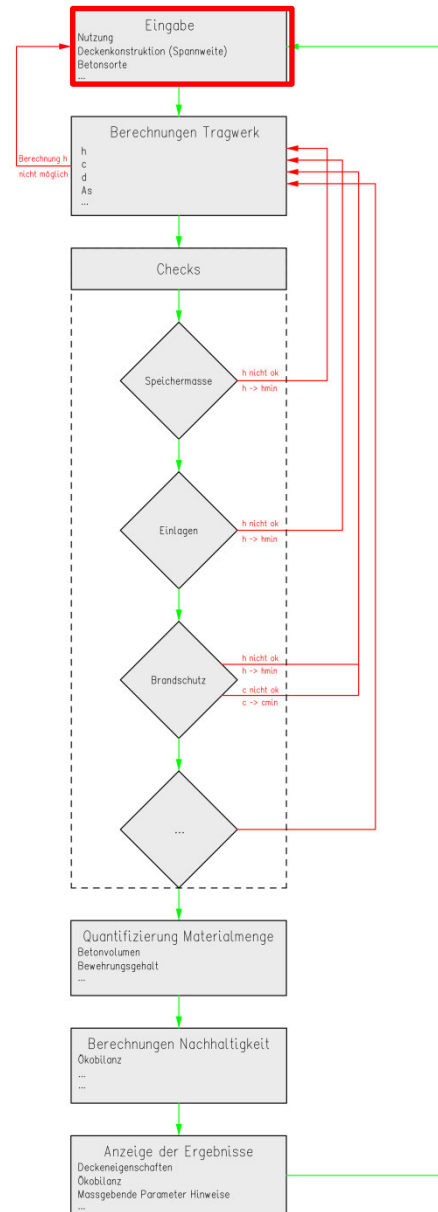 Eingabe
Nutzung
Deckenkonstruktion (Spannweite)
Betonsorte
...
Berechnungen Tragwerk
h
c
d
As
...
Berechnung h
nicht möglich
Checks
Speichermasse
h nicht ok
h -> hmin
Einlagen
h nicht ok
h -> hmin
Brandschutz
h nicht ok
h -> hmin
c nicht ok
c -> cmin
...
Quantifizierung Materialmenge
Betonvolumen
Bewehrungsgehalt
...
Berechnungen Nachhaltigkeit
Ökobilanz
...
...
Anzeige der Ergebnisse
Deckeneigenschaften
Ökobilanz
Massgebende Parameter Hinweise
...